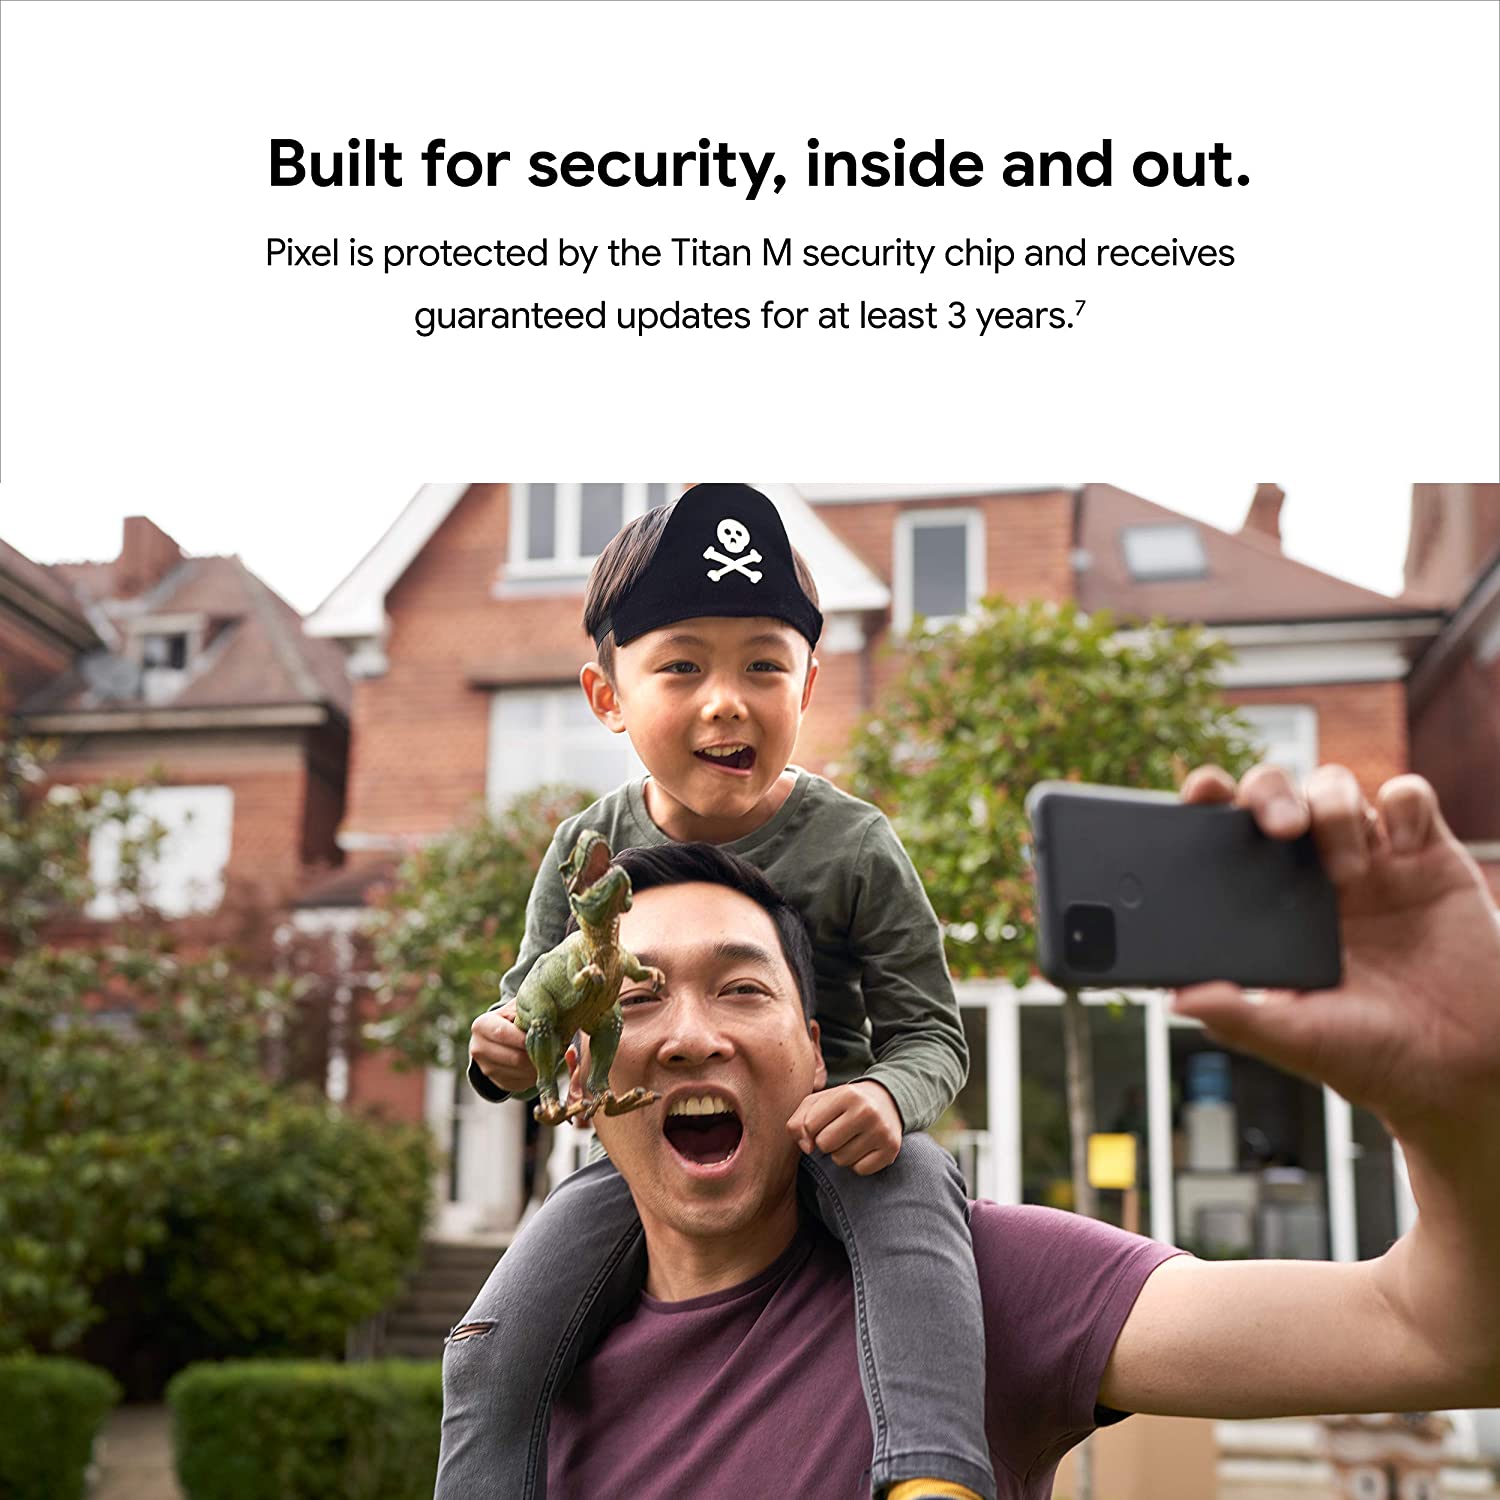 Built for security, inside and out.
Pixel is protected by the Titan M security chip and receives
guaranteed updates for at least 3 years.⁷